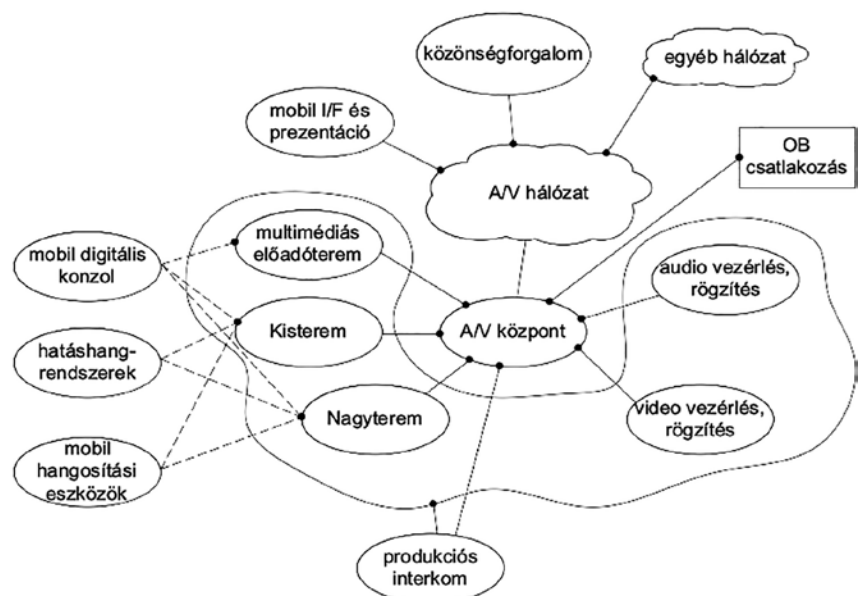 közönségforgalom
egyéb hálózat
mobil I/F és
prezentáció
OB
csatlakozás
A/V hálózat
multimédiás
előadóterem
mobil digitális
konzol
audio vezérlés,
rögzítés
Kisterem
A/V központ
hatáshang-
rendszerek
Nagyterem
video vezérlés,
rögzítés
mobil
hangosítási
eszközök
produkciós
interkom